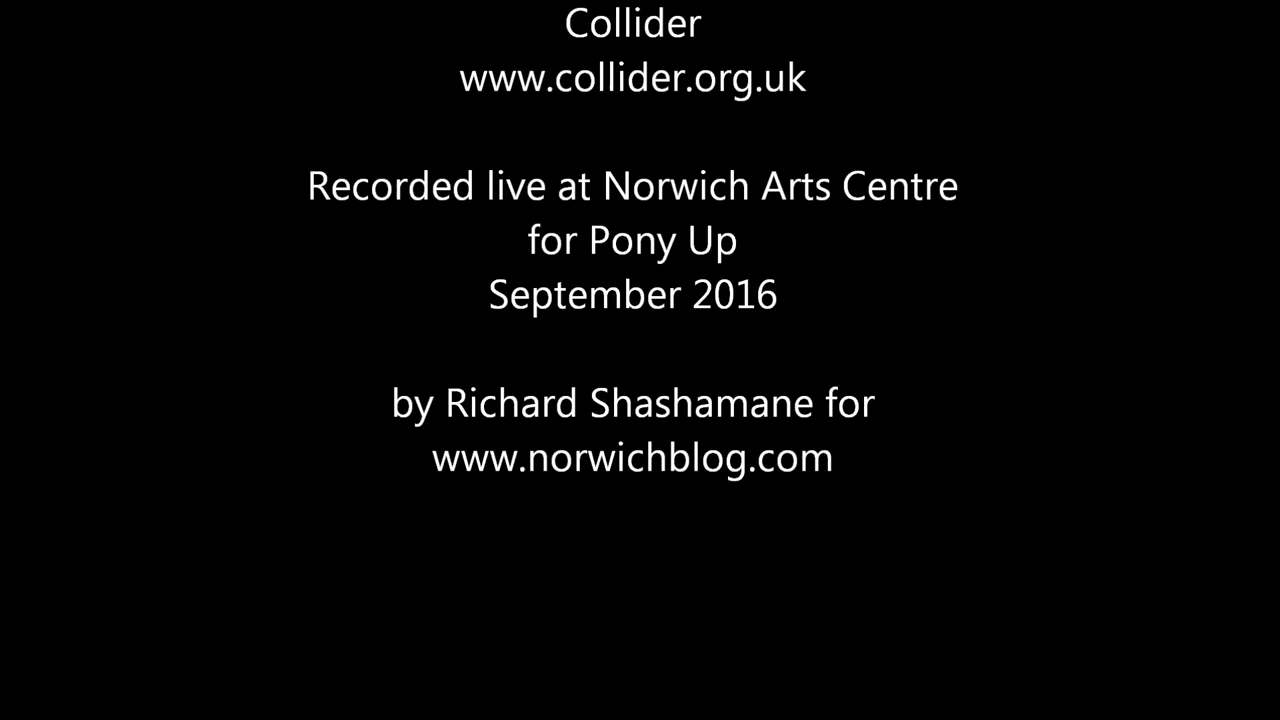 Collider
www.collider.org.uk
Recorded live at Norwich Arts Centre
for Pony Up
September 2016
by Richard Shashamane for
www.norwichblog.com